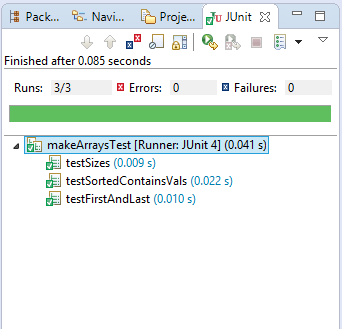 Pack... Navi... Proje... JUnit
Finished after 0.085 seconds
Runs: 3/3 Errors: 0 Failures: 0
makeArraysTest [Runner: JUnit 4] (0.041 s)
testSizes (0.009 s)
testSortedContainsVals (0.022 s)
testFirstAndLast (0.010 s)